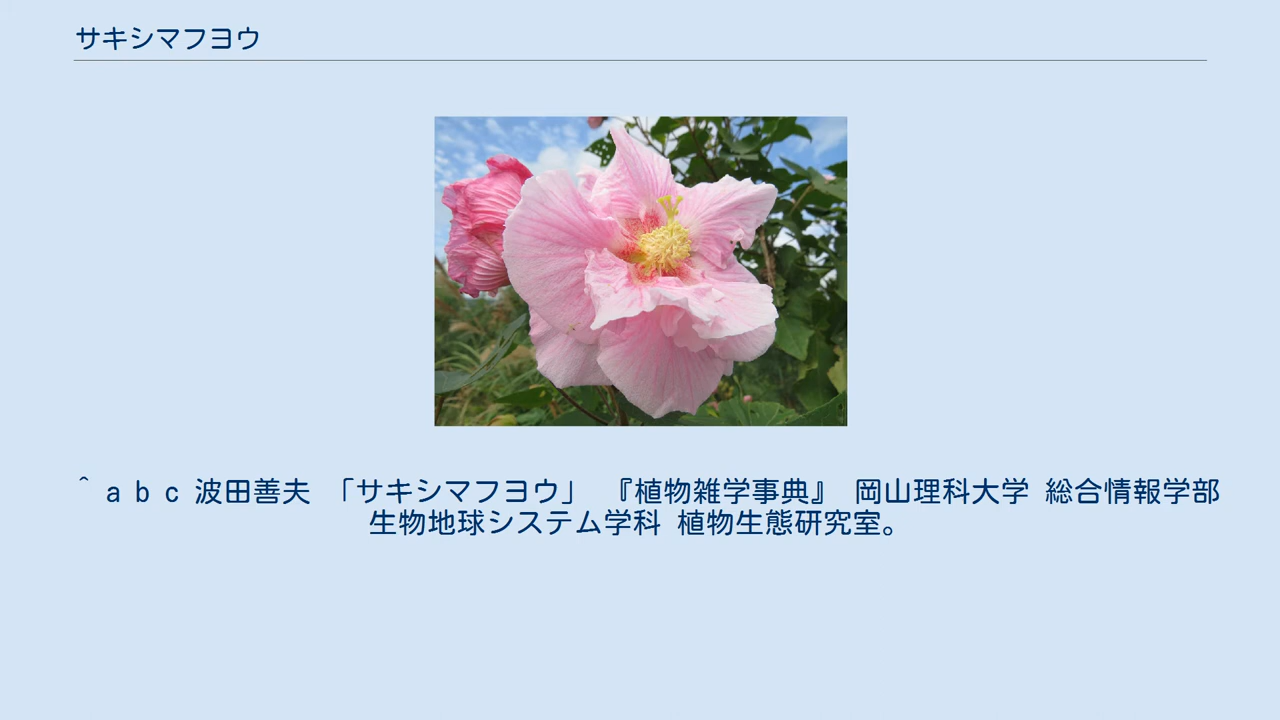 サキシマフヨウ
^ a b c 波田善夫 「サキシマフヨウ」 『植物雑学事典』 岡山理科大学 総合情報学部
生物地球システム学科 植物生態研究室。